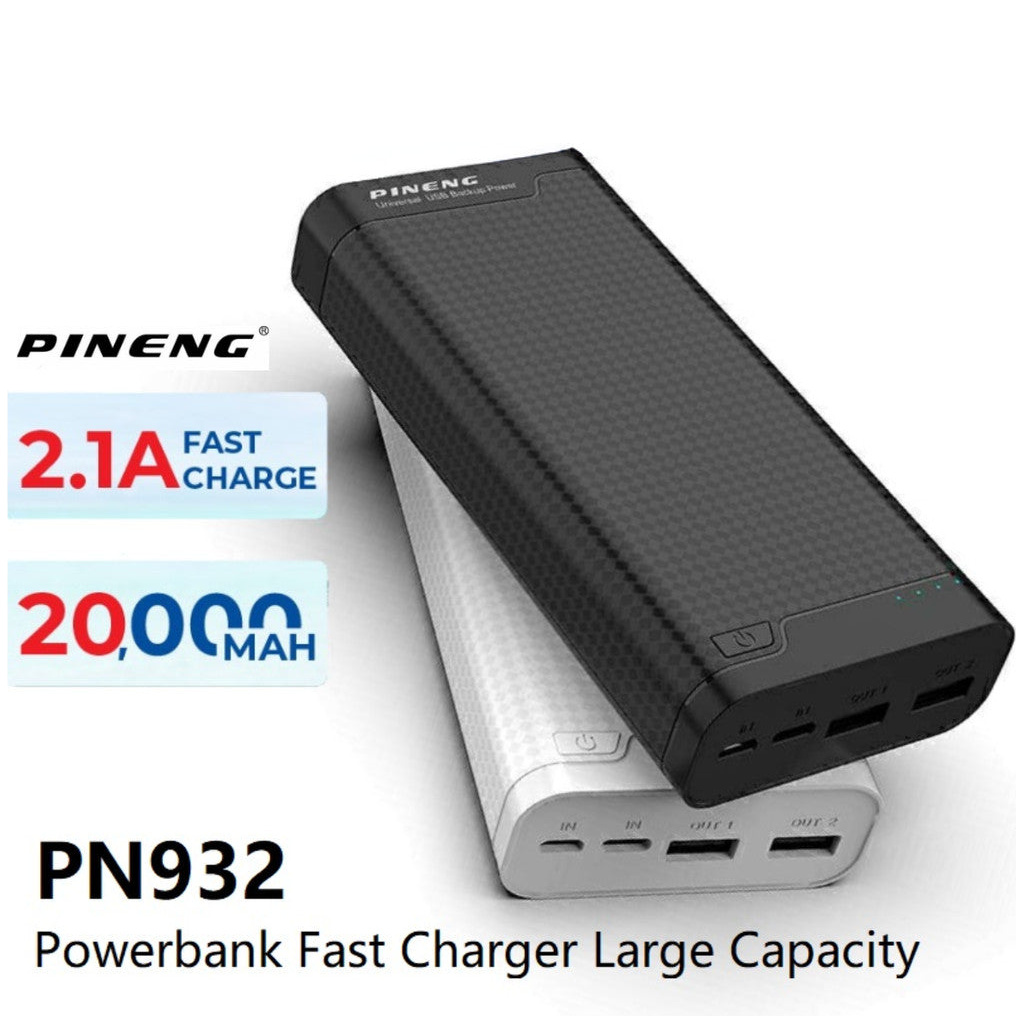 PINENG
Universal USB Backup Power
PINENG®
2.1A FAST CHARGE
20,000 MAH
IN
IN
OUT 1
OUT 2
IN
IN
OUT 1
OUT 2
PN932
Powerbank Fast Charger Large Capacity